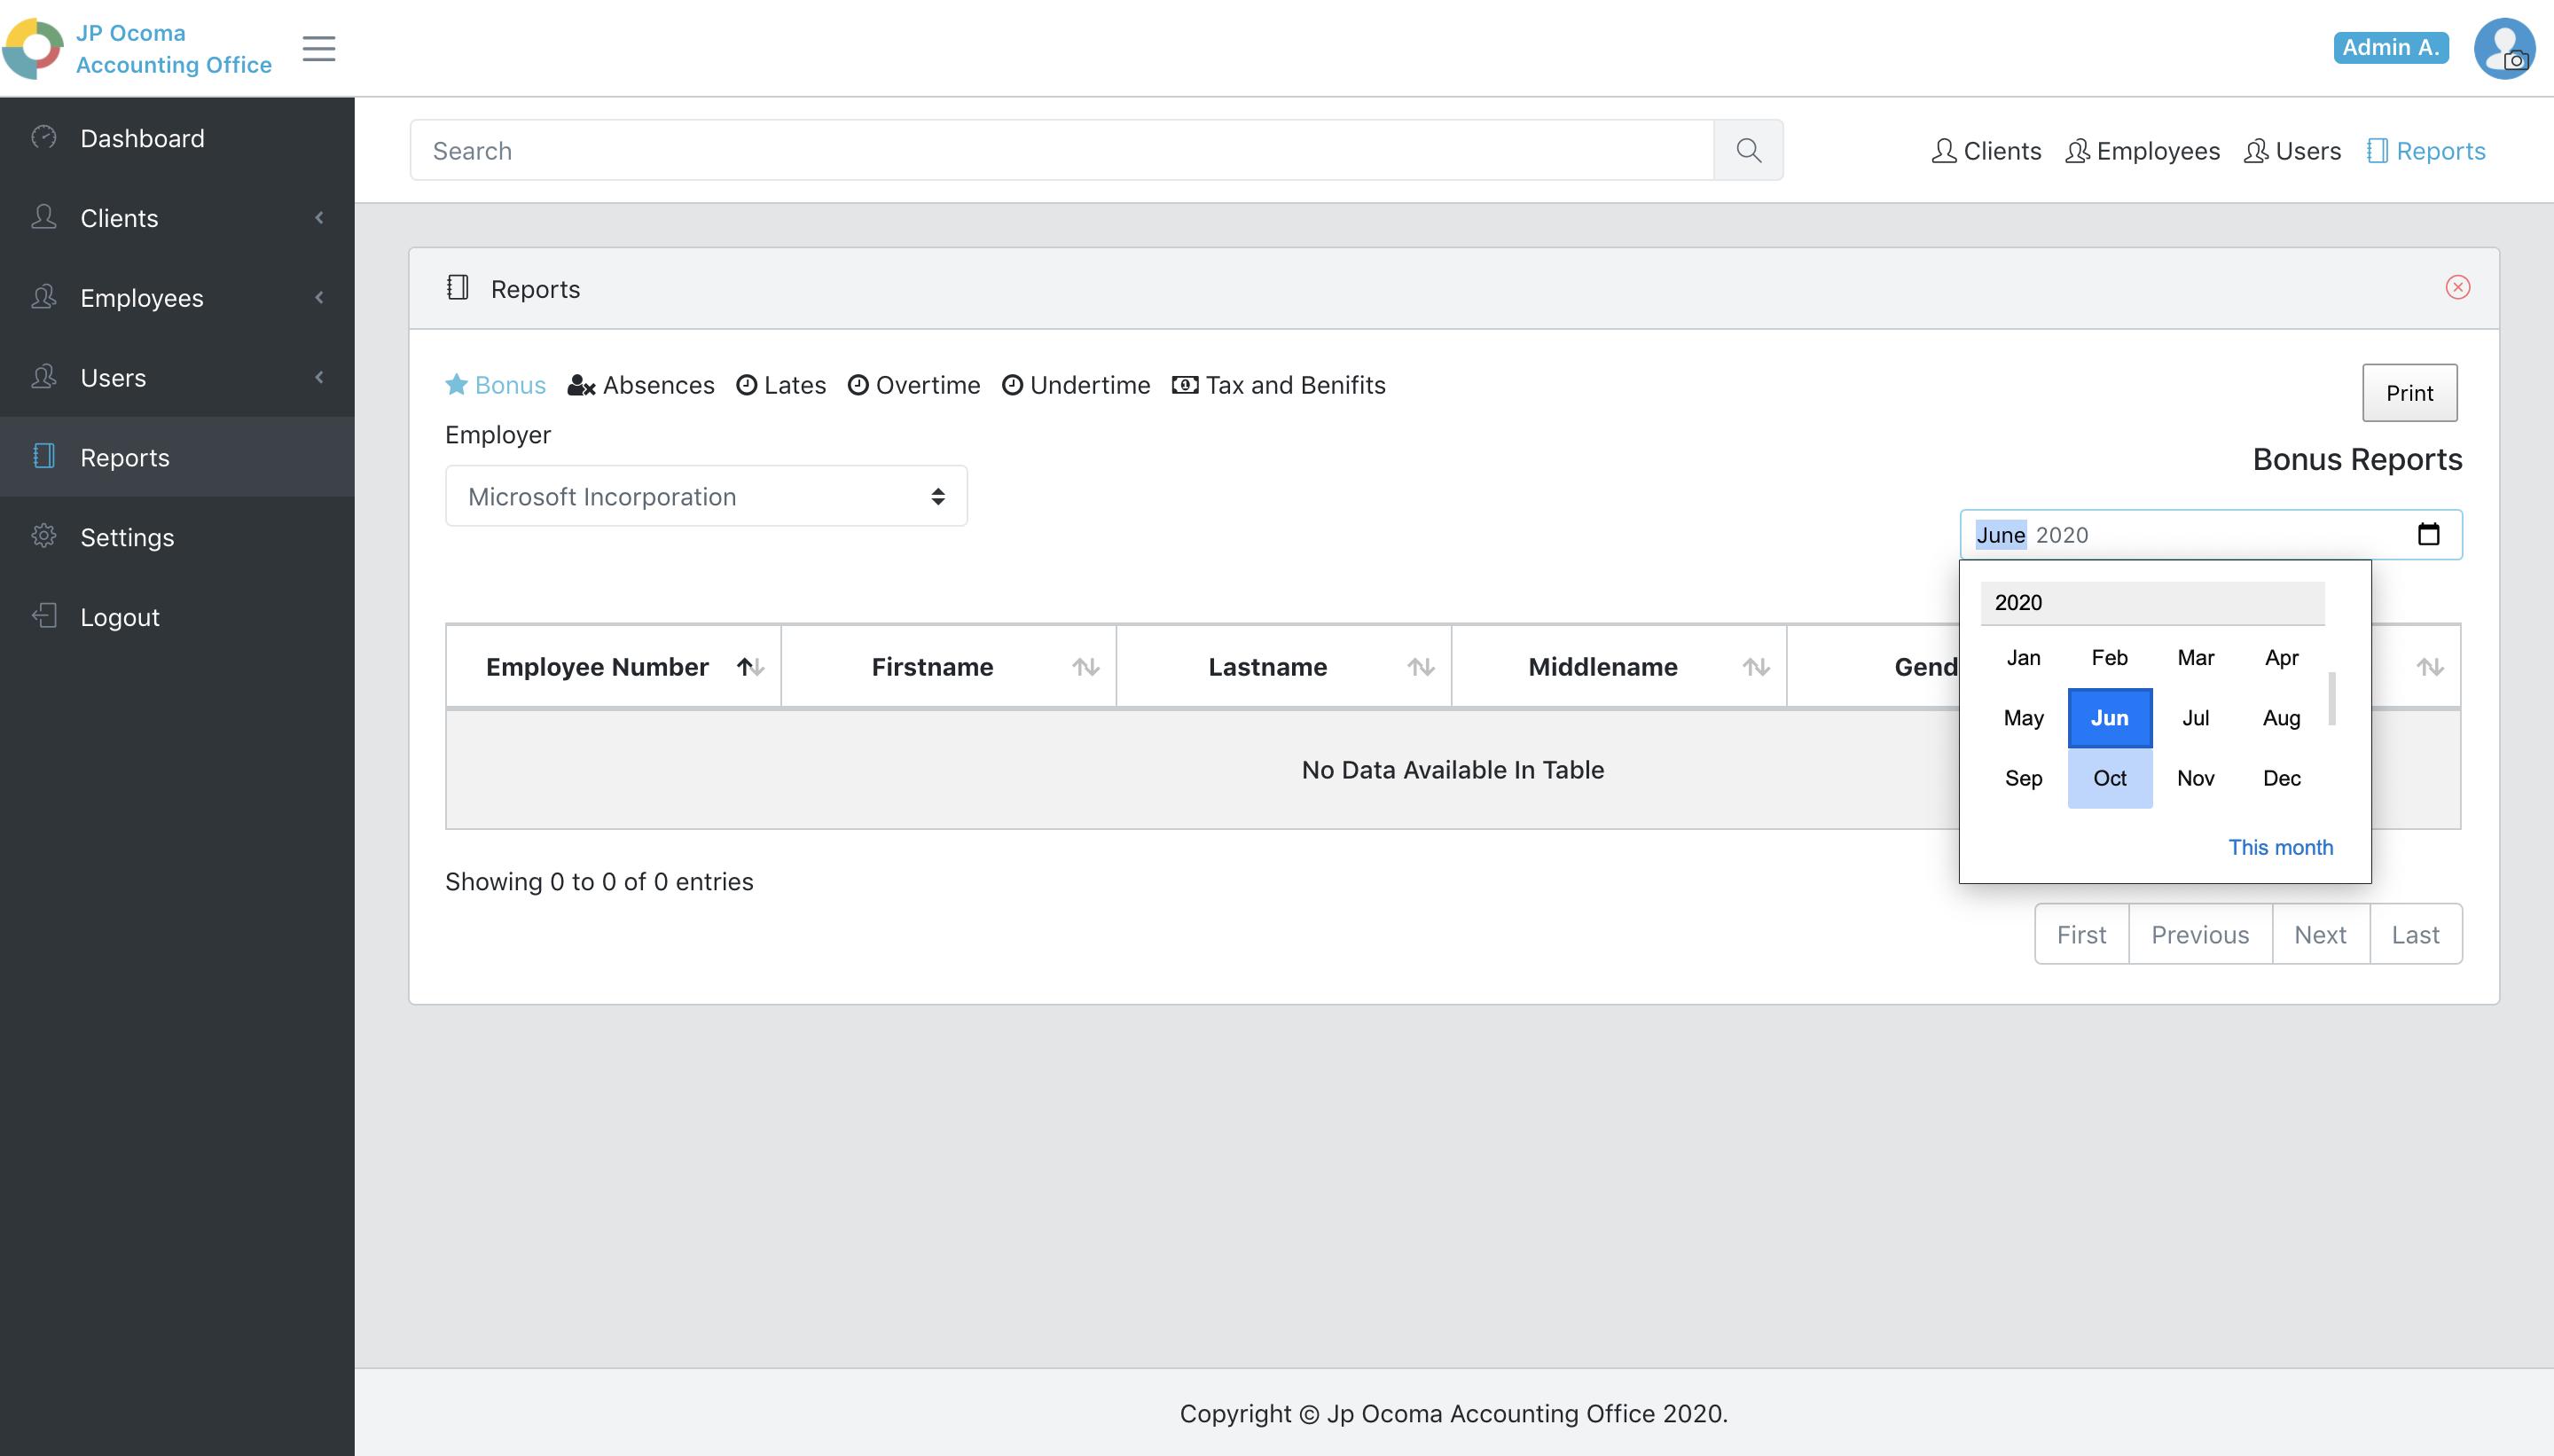 JP Ocoma
Accounting Office
Admin A.
Dashboard
Clients
Employees
Users
Reports
Settings
Logout
Search
Clients Employees Users Reports
Reports
Bonus Absences Lates Overtime Undertime Tax and Benifits
Print
Employer
Microsoft Incorporation
Bonus Reports
June 2020
2020
Jan Feb Mar Apr
May Jun Jul Aug
Sep Oct Nov Dec
This month
Employee Number Firstname Lastname Middlename Gend
No Data Available In Table
Showing 0 to 0 of 0 entries
First Previous Next Last
Copyright © Jp Ocoma Accounting Office 2020.